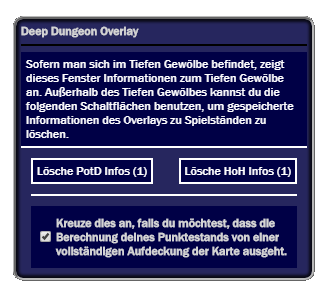 Deep Dungeon Overlay
Sofern man sich im Tiefen Gewölbe befindet, zeigt
dieses Fenster Informationen zum Tiefen Gewölbe
an. Außerhalb des Tiefen Gewölbes kannst du die
folgenden Schaltflächen benutzen, um gespeicherte
Informationen des Overlays zu Spielständen zu
löschen.
Lösche PotD Infos (1) Lösche HoH Infos (1)
Kreuze dies an, falls du möchtest, dass die
Berechnung deines Punktestands von einer
vollständigen Aufdeckung der Karte ausgeht.